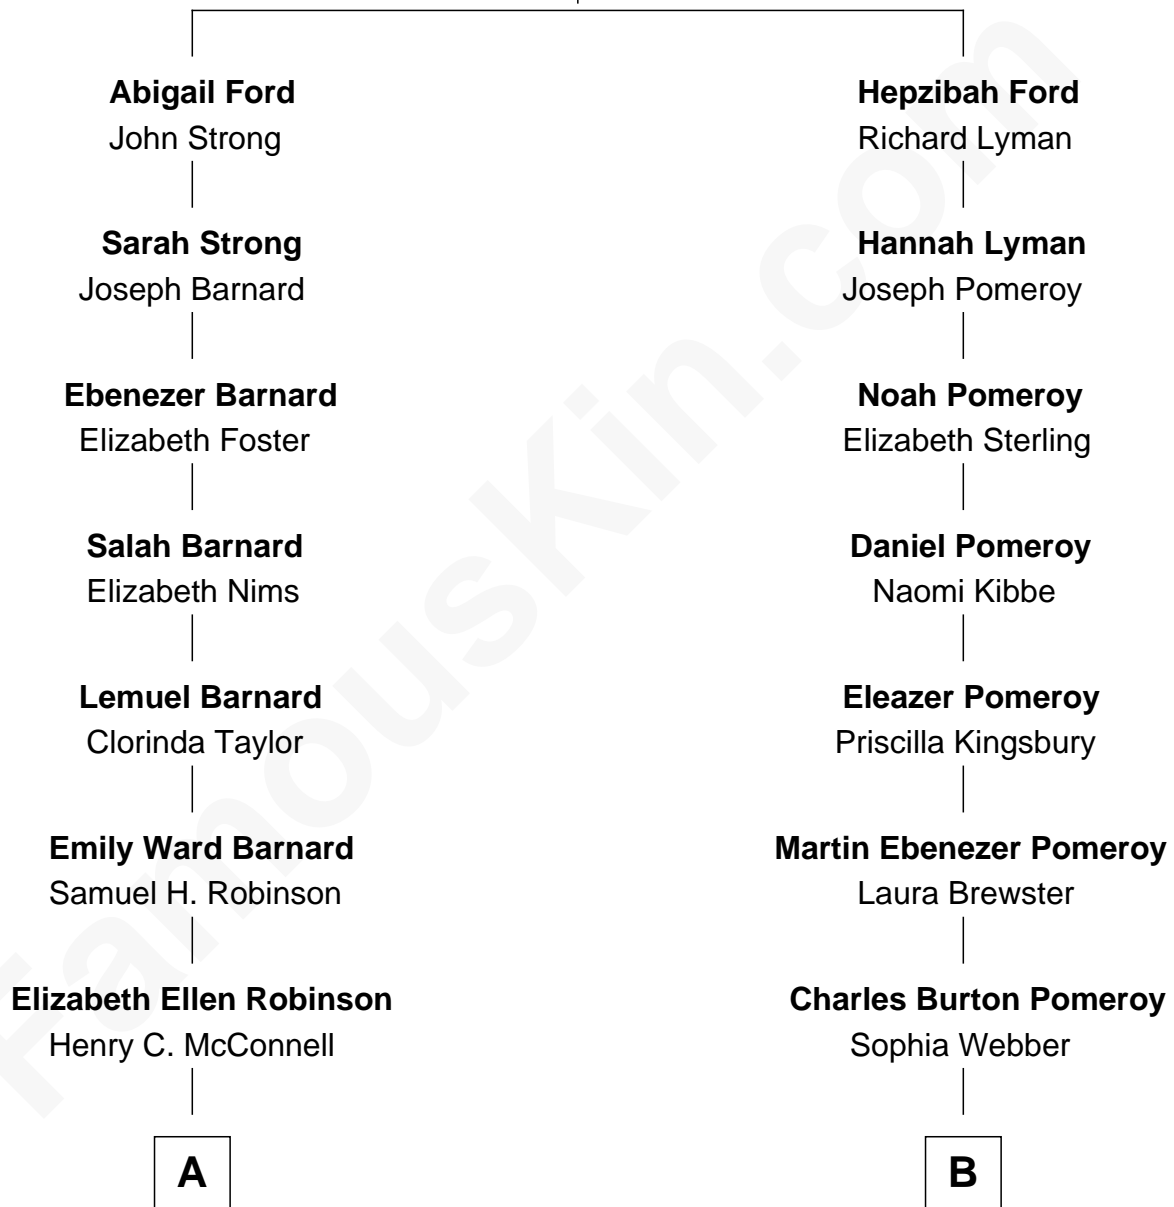 Abigail Ford
John Strong
Hepzibah Ford
Richard Lyman
Sarah Strong
Joseph Barnard
Hannah Lyman
Joseph Pomeroy
Ebenezer Barnard
Elizabeth Foster
Noah Pomeroy
Elizabeth Sterling
Salah Barnard
Elizabeth Nims
Daniel Pomeroy
Naomi Kibbe
Lemuel Barnard
Clorinda Taylor
Eleazer Pomeroy
Priscilla Kingsbury
Emily Ward Barnard
Samuel H. Robinson
Martin Ebenezer Pomeroy
Laura Brewster
Elizabeth Ellen Robinson
Henry C. McConnell
Charles Burton Pomeroy
Sophia Webber
A
B
FamousKin.com